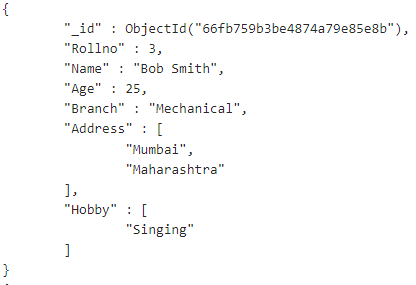 {
"_id" : ObjectId("66fb759b3be4874a79e85e8b"),
"Rollno" : 3,
"Name" : "Bob Smith",
"Age" : 25,
"Branch" : "Mechanical",
"Address" : [
"Mumbai",
"Maharashtra"
],
"Hobby" : [
"Singing"
]
}